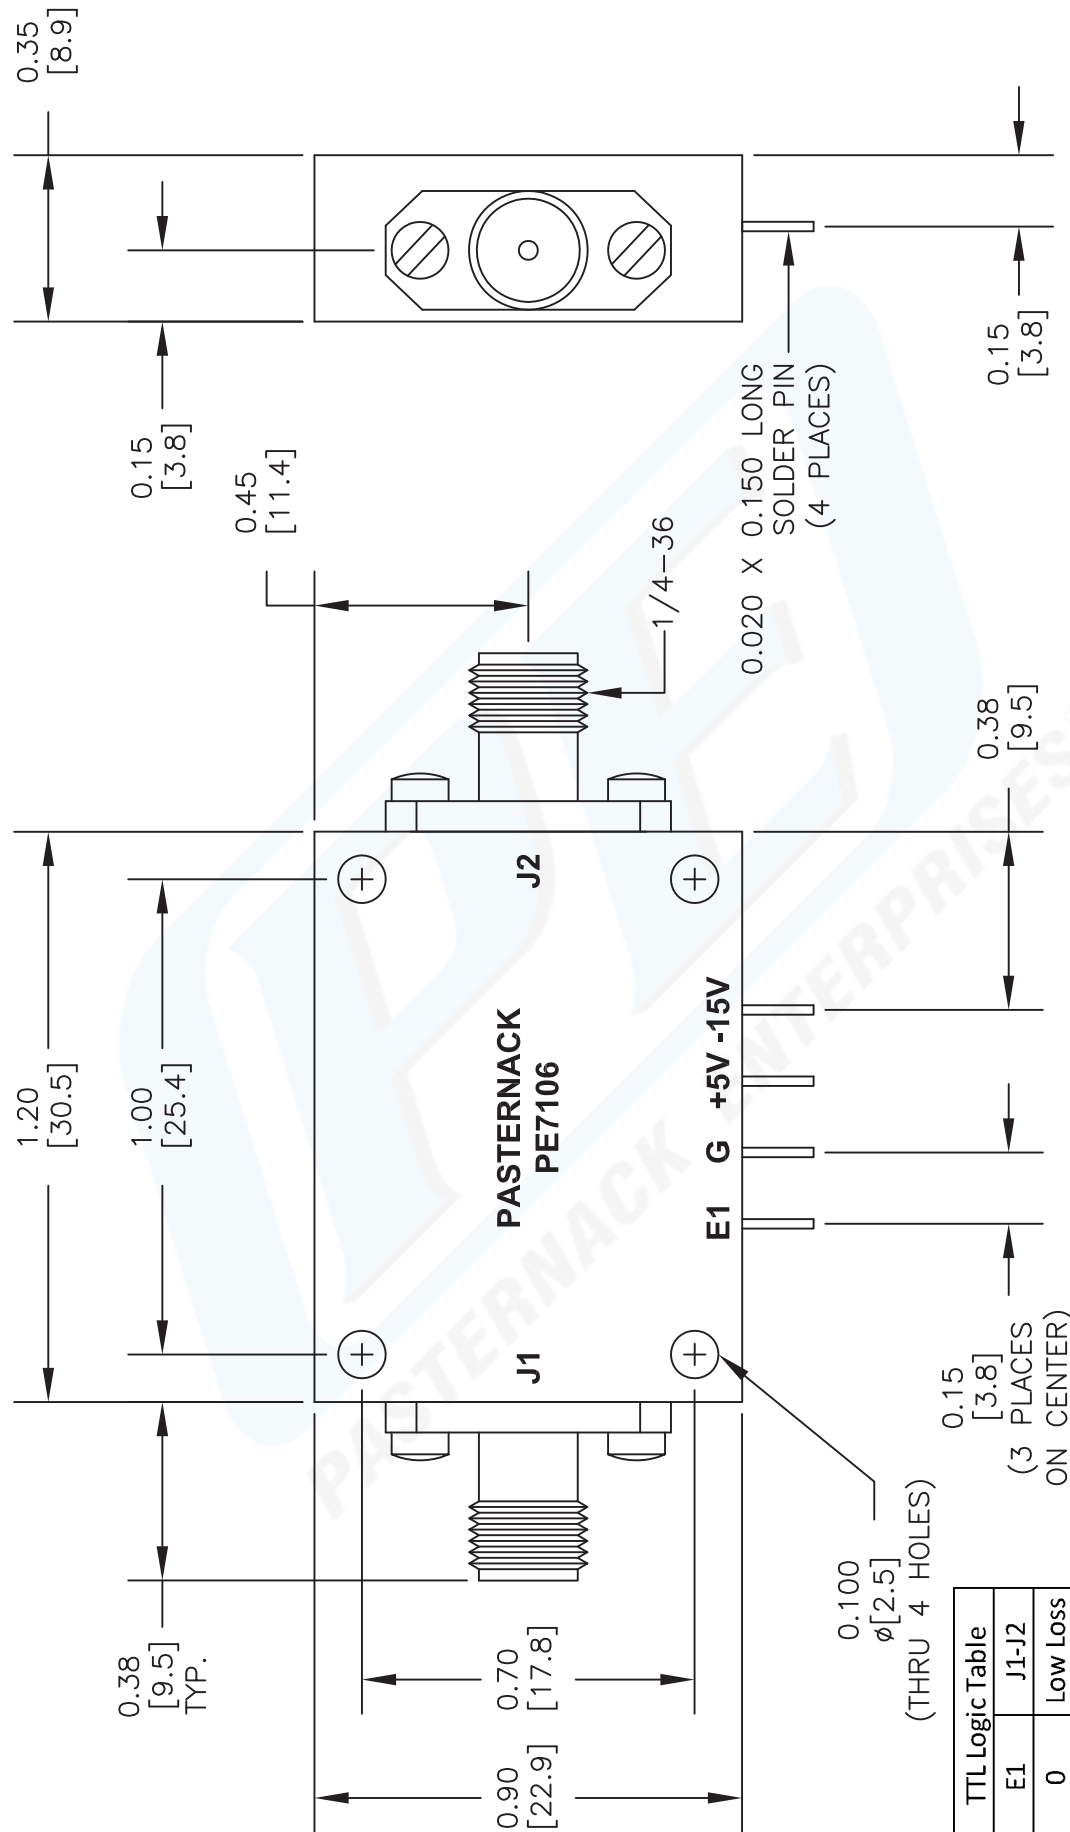 0.35
[8.9]
0.15
[3.8]
0.45
[11.4]
1/4-36
0.020 X 0.150 LONG
SOLDER PIN
(4 PLACES)
0.15
[3.8]
1.20
[30.5]
1.00
[25.4]
0.38
[9.5]
TYP.
0.70
[17.8]
0.90
[22.9]
J1
PASTERNACK
PE7106
J2
E1
G
+5V
-15V
0.38
[9.5]
0.15
[3.8]
(3 PLACES
ON CENTER)
0.100
ø[2.5]
(THRU 4 HOLES)
TTL Logic Table
E1 J1-J2
0 Low Loss
PASTERNACK ENTERPRISES